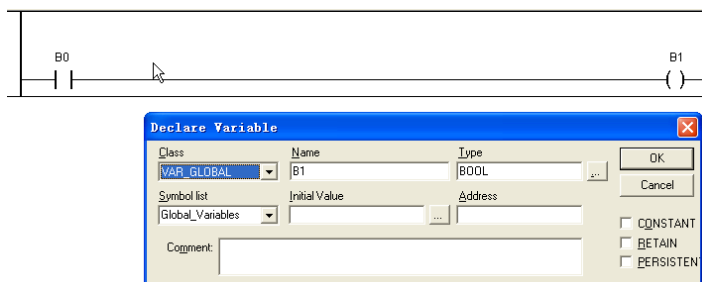 B0
B1
Declare Variable
Class
Name
Type
VAR_GLOBAL
B1
BOOL
...
OK
Symbol list
Initial Value
Address
Cancel
Global_Variables
...
CONSTANT
Comment:
RETAIN
PERSISTENT